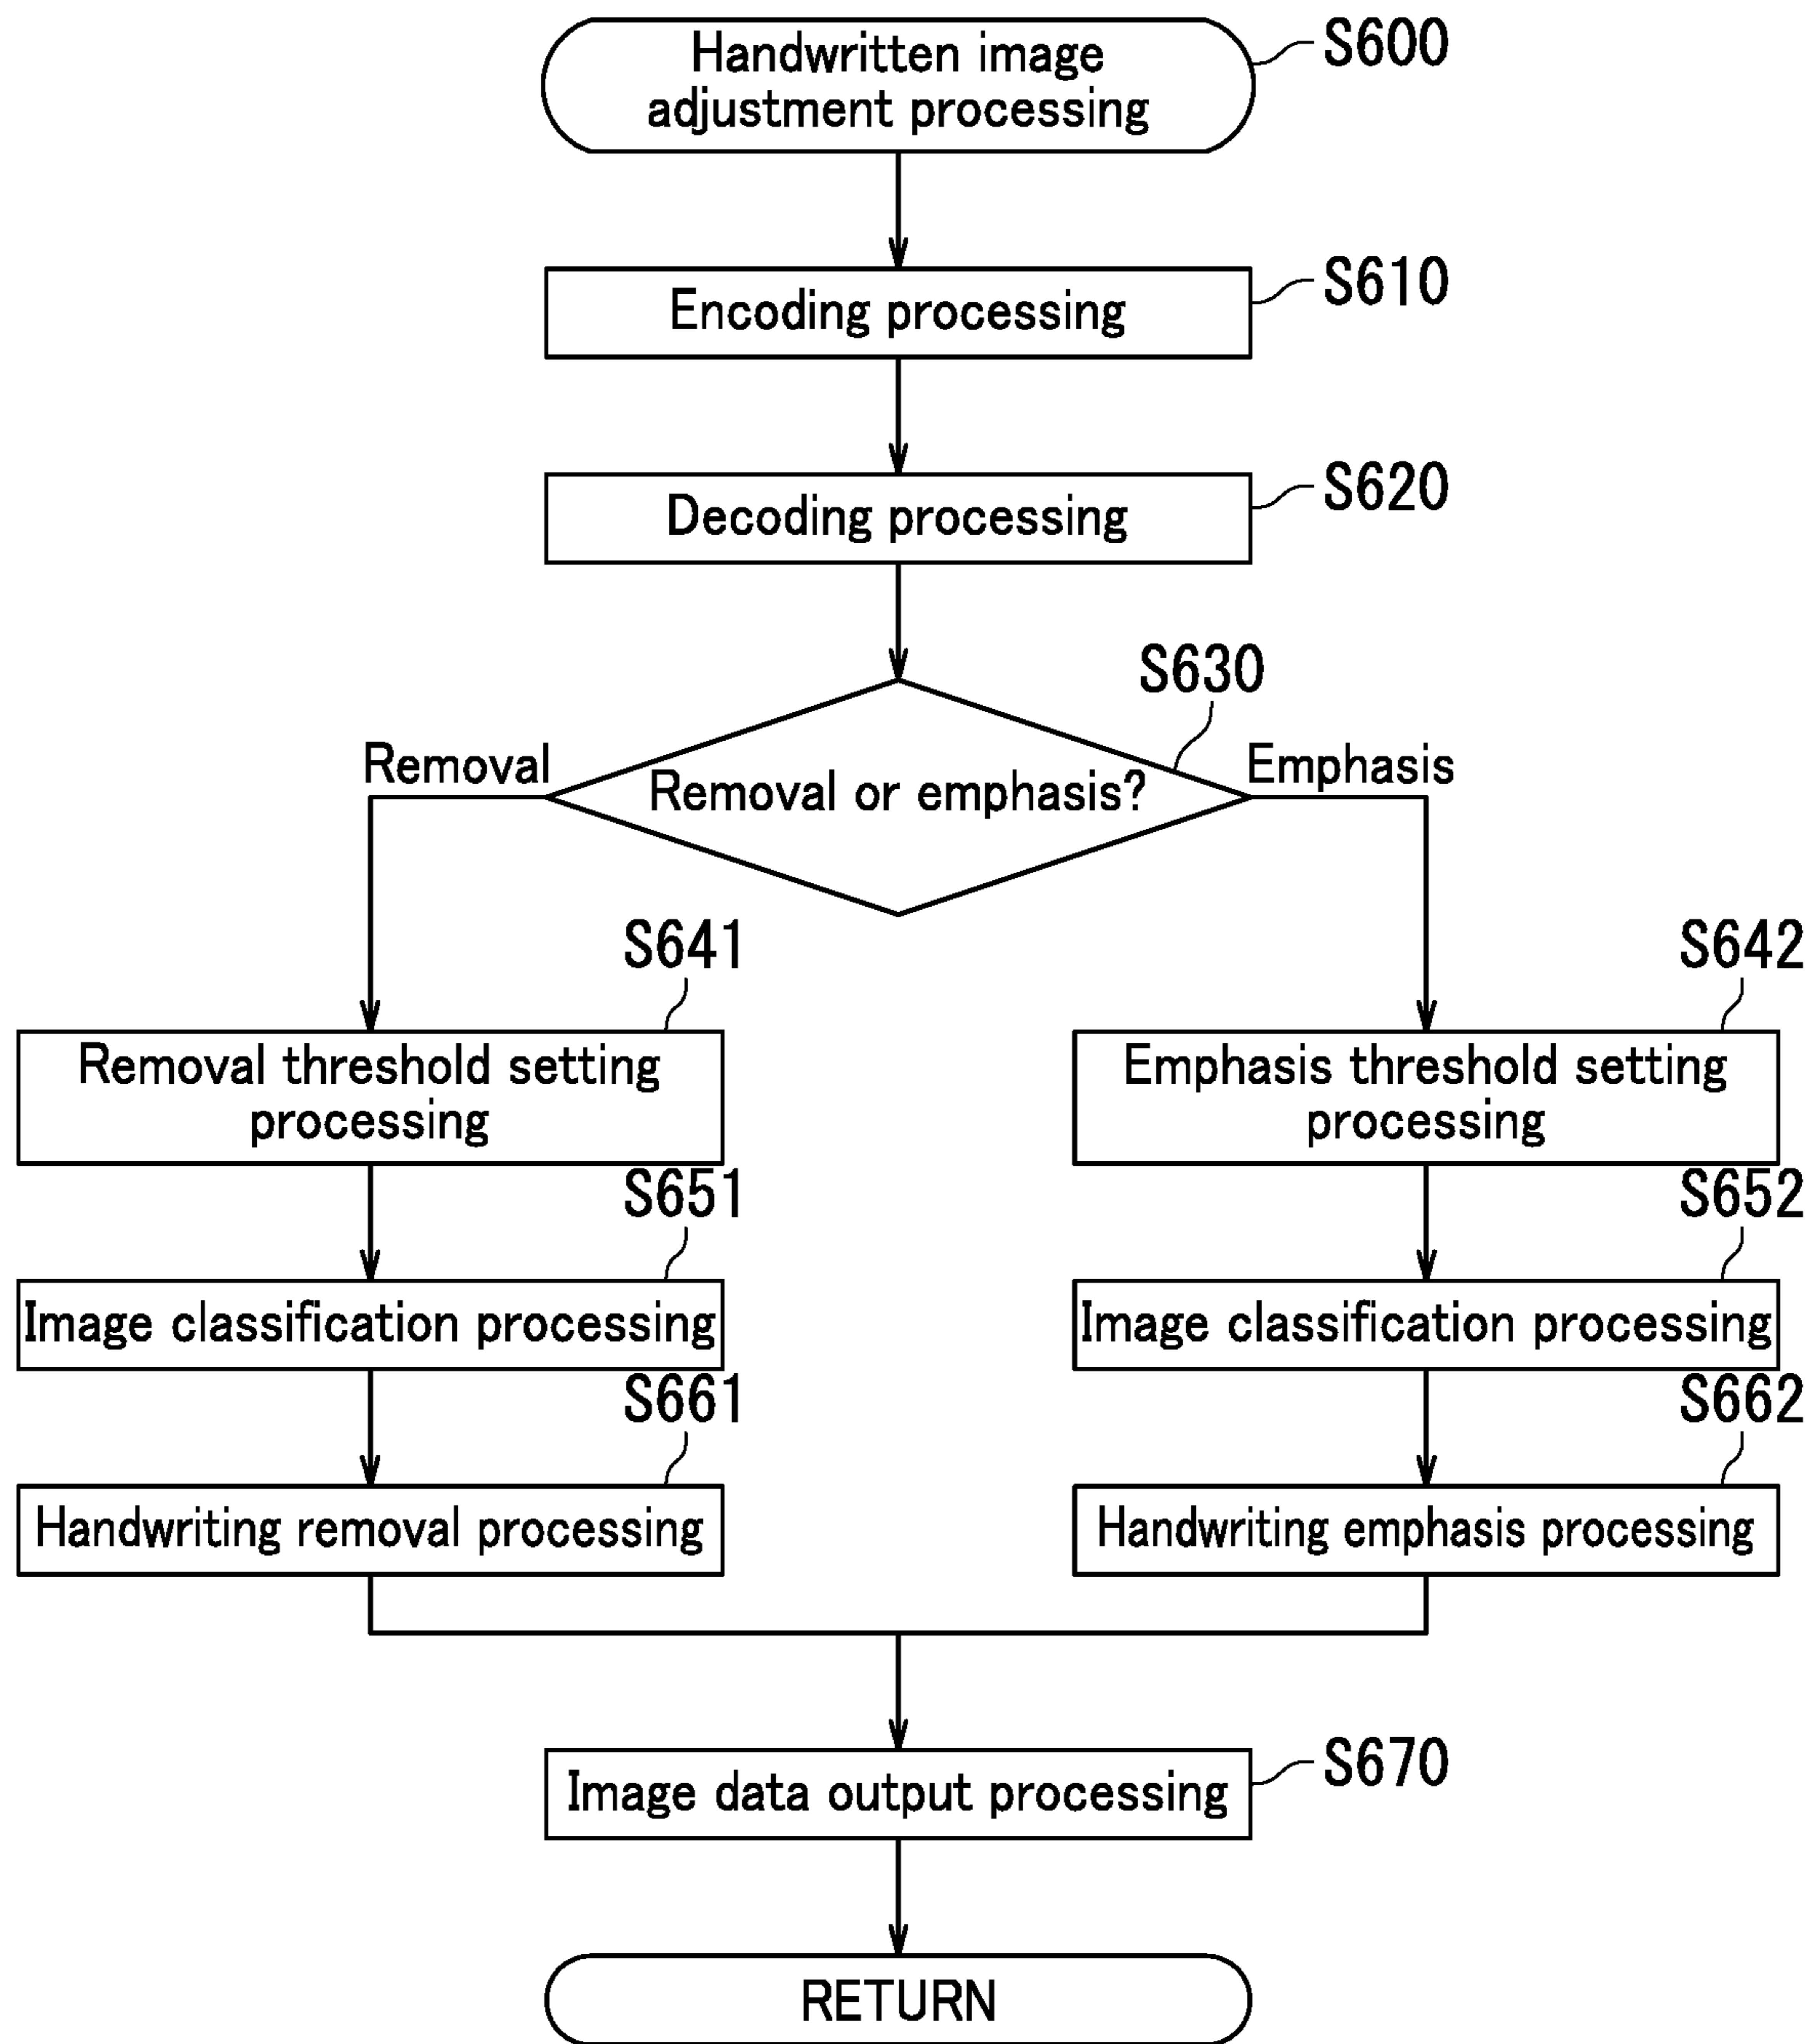 Handwritten image
adjustment processing
S600
Encoding processing
S610
Decoding processing
S620
S630
Removal
Removal or emphasis?
Emphasis
S641
S642
Removal threshold setting
processing
Emphasis threshold setting
processing
S651
S652
Image classification processing
Image classification processing
S661
S662
Handwriting removal processing
Handwriting emphasis processing
Image data output processing
S670
RETURN